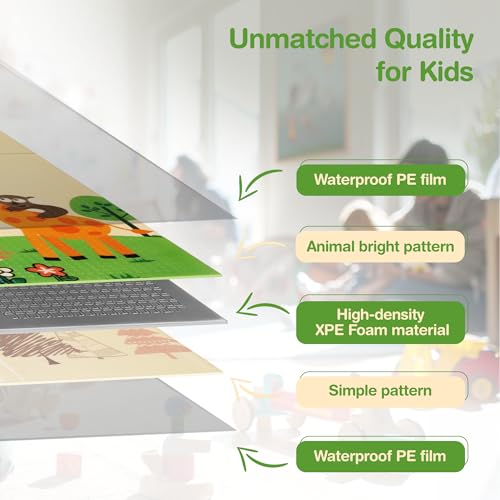 Unmatched Quality
for Kids
Waterproof PE film
Animal bright pattern
High-density
XPE Foam material
Simple pattern
Waterproof PE film